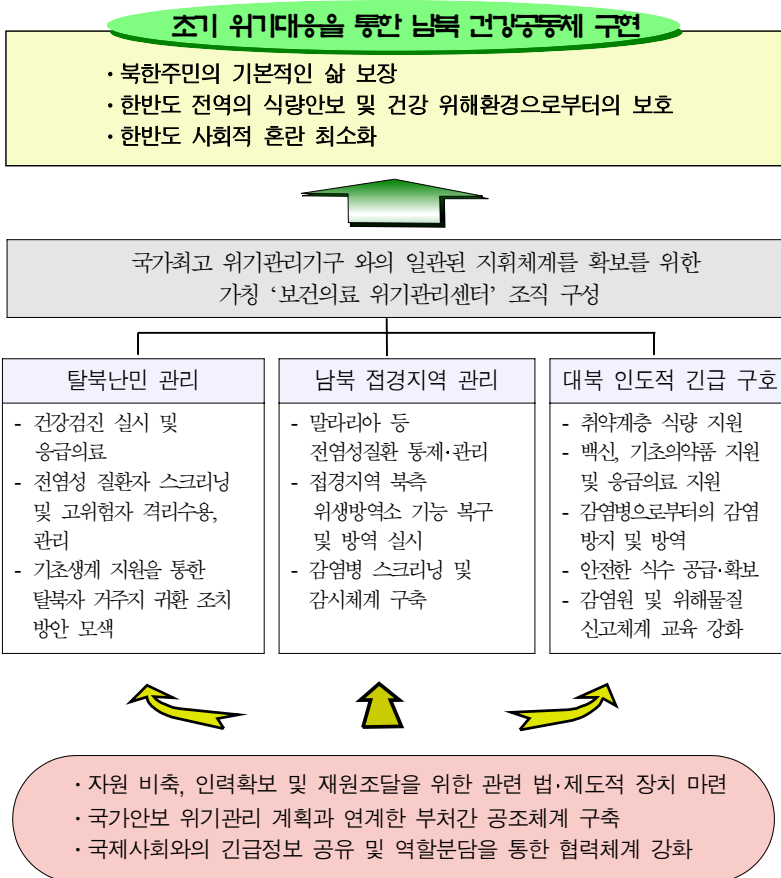 초기 위기대응을 통한 남북 건강공동체 구현
· 북한주민의 기본적인 삶 보장
· 한반도 전역의 식량안보 및 건강 위해환경으로부터의 보호
· 한반도 사회적 혼란 최소화
국가최고 위기관리기구 와의 일관된 지휘체계를 확보를 위한
가칭 ‘보건의료 위기관리센터’ 조직 구성
탈북난민 관리
- 건강검진 실시 및
응급의료
- 전염성 질환자 스크리닝
및 고위험자 격리수용,
관리
- 기초생계 지원을 통한
탈북자 거주지 귀환 조치
방안 모색
남북 접경지역 관리
- 말라리아 등
전염성질환 통제·관리
- 접경지역 북측
위생방역소 기능 복구
및 방역 실시
- 감염병 스크리닝 및
감시체계 구축
대북 인도적 긴급 구호
- 취약계층 식량 지원
- 백신, 기초의약품 지원
및 응급의료 지원
- 감염병으로부터의 감염
방지 및 방역
- 안전한 식수 공급·확보
- 감염원 및 위해물질
신고체계 교육 강화
· 자원 비축, 인력확보 및 재원조달을 위한 관련 법·제도적 장치 마련
· 국가안보 위기관리 계획과 연계한 부처간 공조체계 구축
· 국제사회와의 긴급정보 공유 및 역할분담을 통한 협력체계 강화